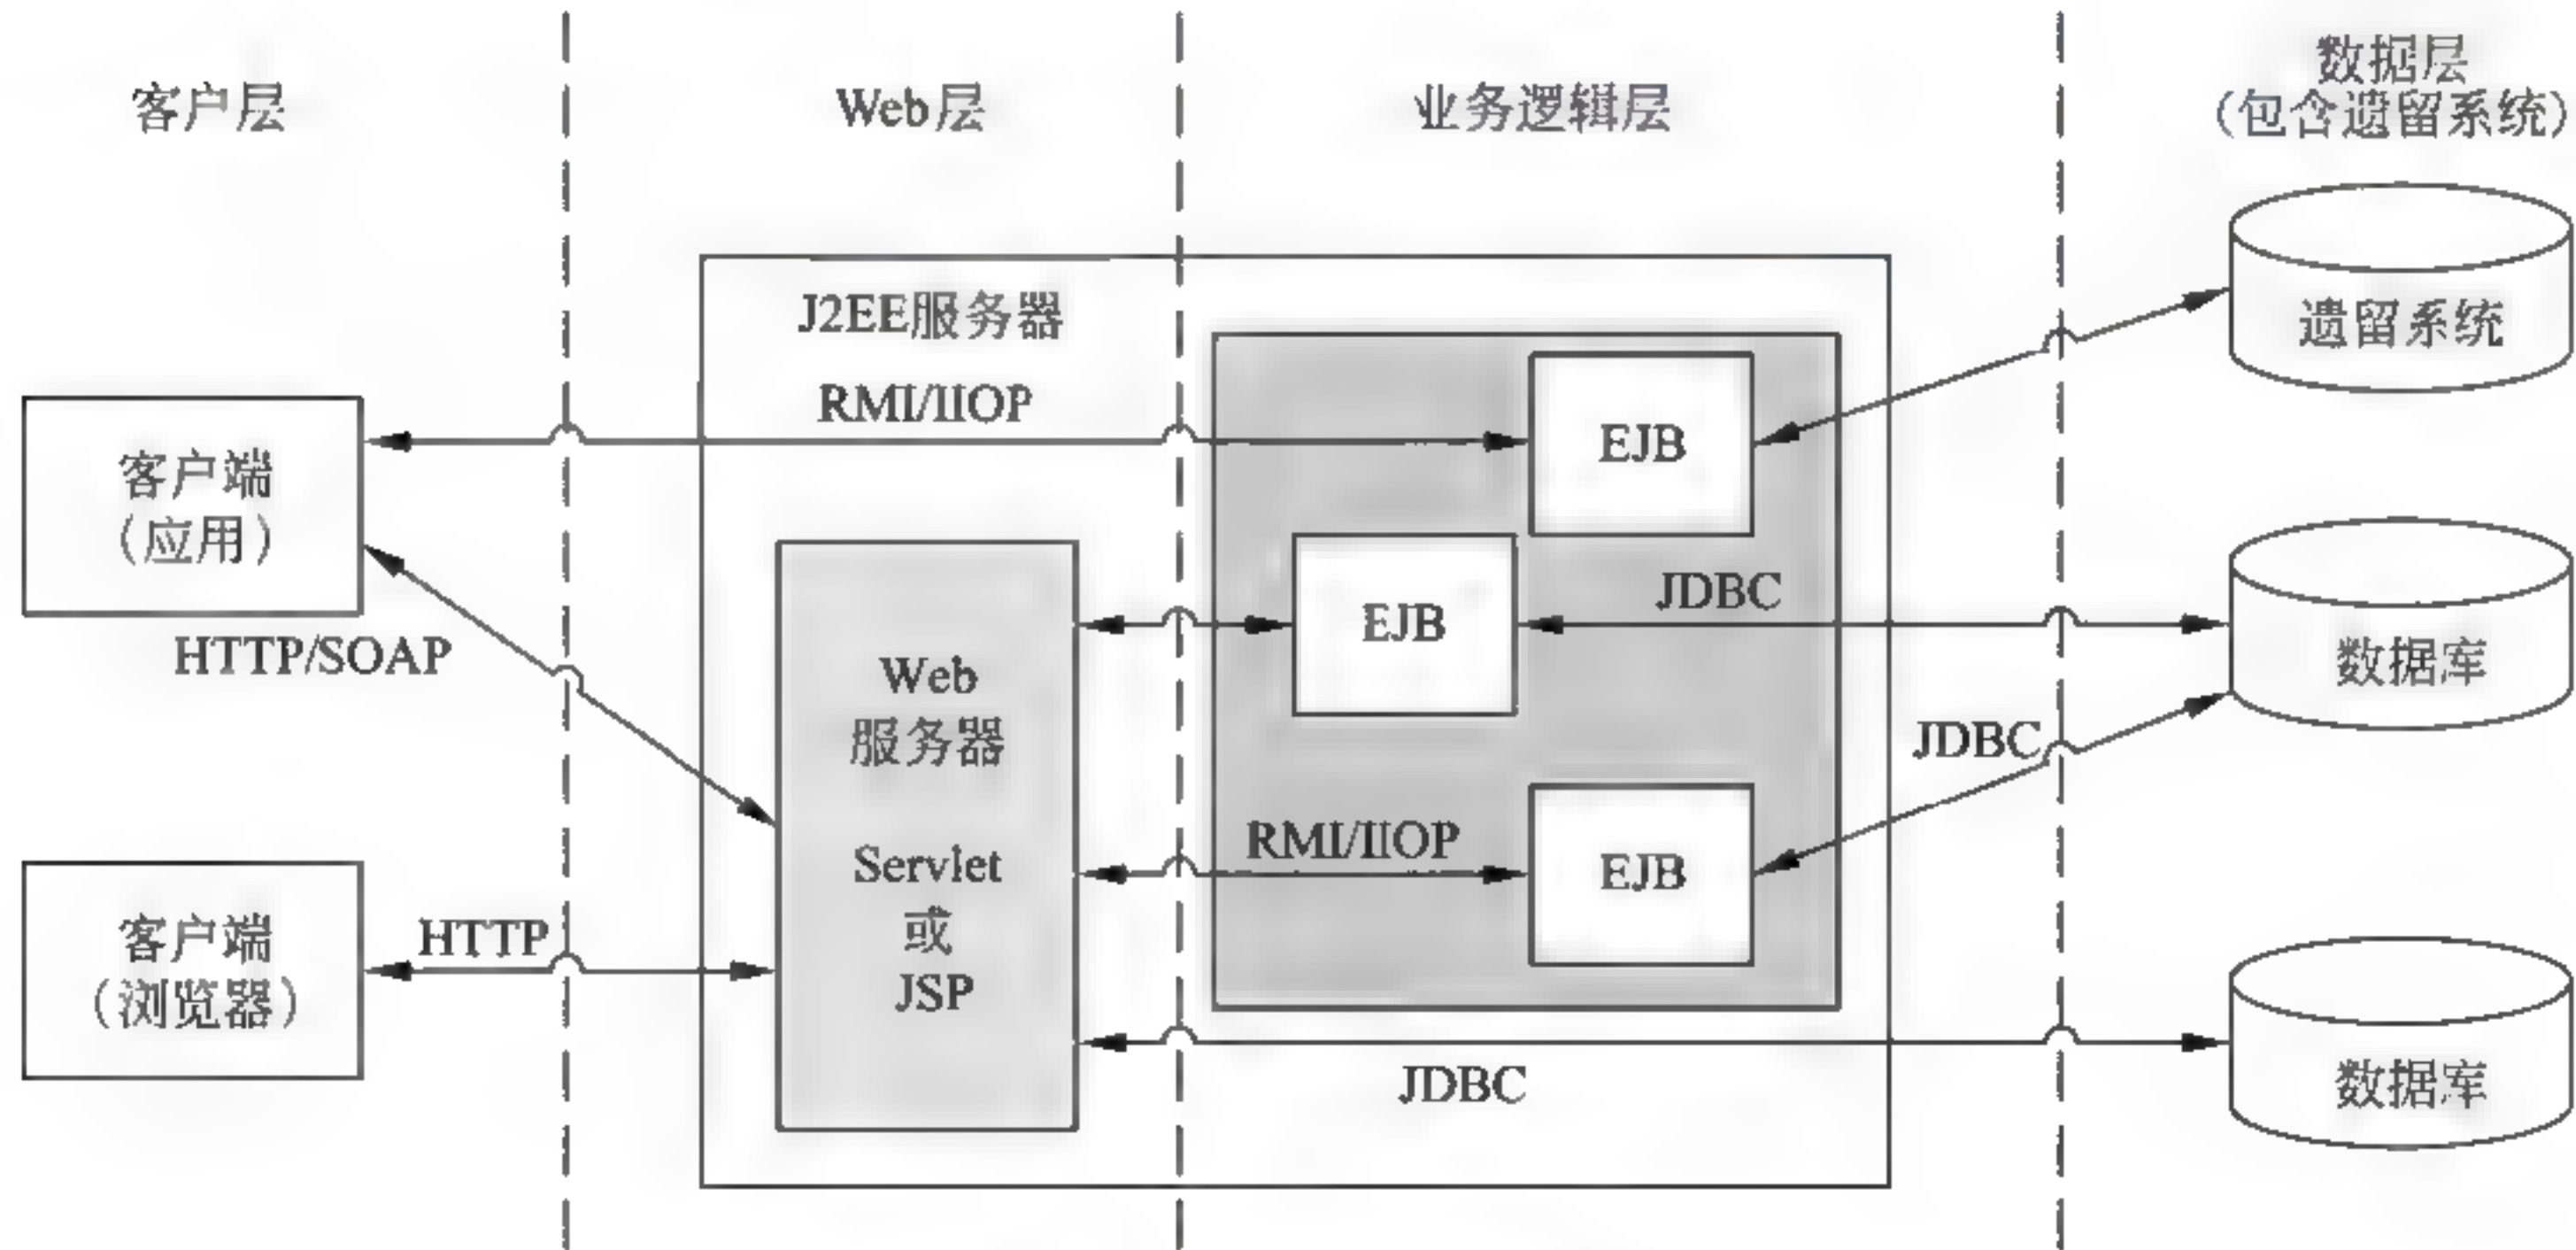 客户层
Web层
业务逻辑层
数据层
（包含遗留系统）
J2EE服务器
遗留系统
RMI/IIOP
EJB
客户端
（应用）
JDBC
EJB
HTTP/SOAP
数据库
Web
服务器
JDBC
RMI/IIOP
Servlet
EJB
或
客户端
HTTP
（浏览器）
JSP
JDBC
数据库